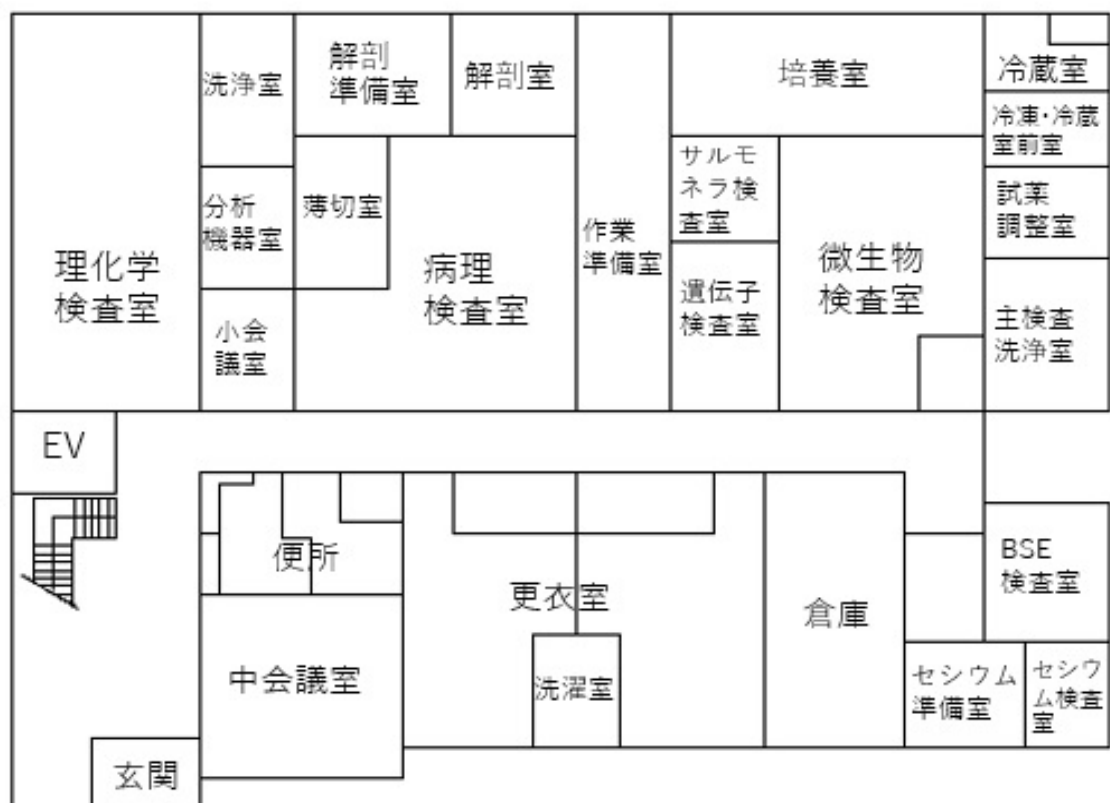 洗浄室
解剖
準備室
解剖室
培養室
冷蔵室
冷凍・冷蔵
室前室
理化学
検査室
分析
機器室
薄切室
病理
検査室
作業
準備室
サルモ
ネラ検
査室
遺伝子
検査室
微生物
検査室
試薬
調整室
小会
議室
主検査
洗浄室
EV
便所
更衣室
倉庫
BSE
検査室
中会議室
洗濯室
セシウム
準備室
セシウ
ム検査
室
玄関